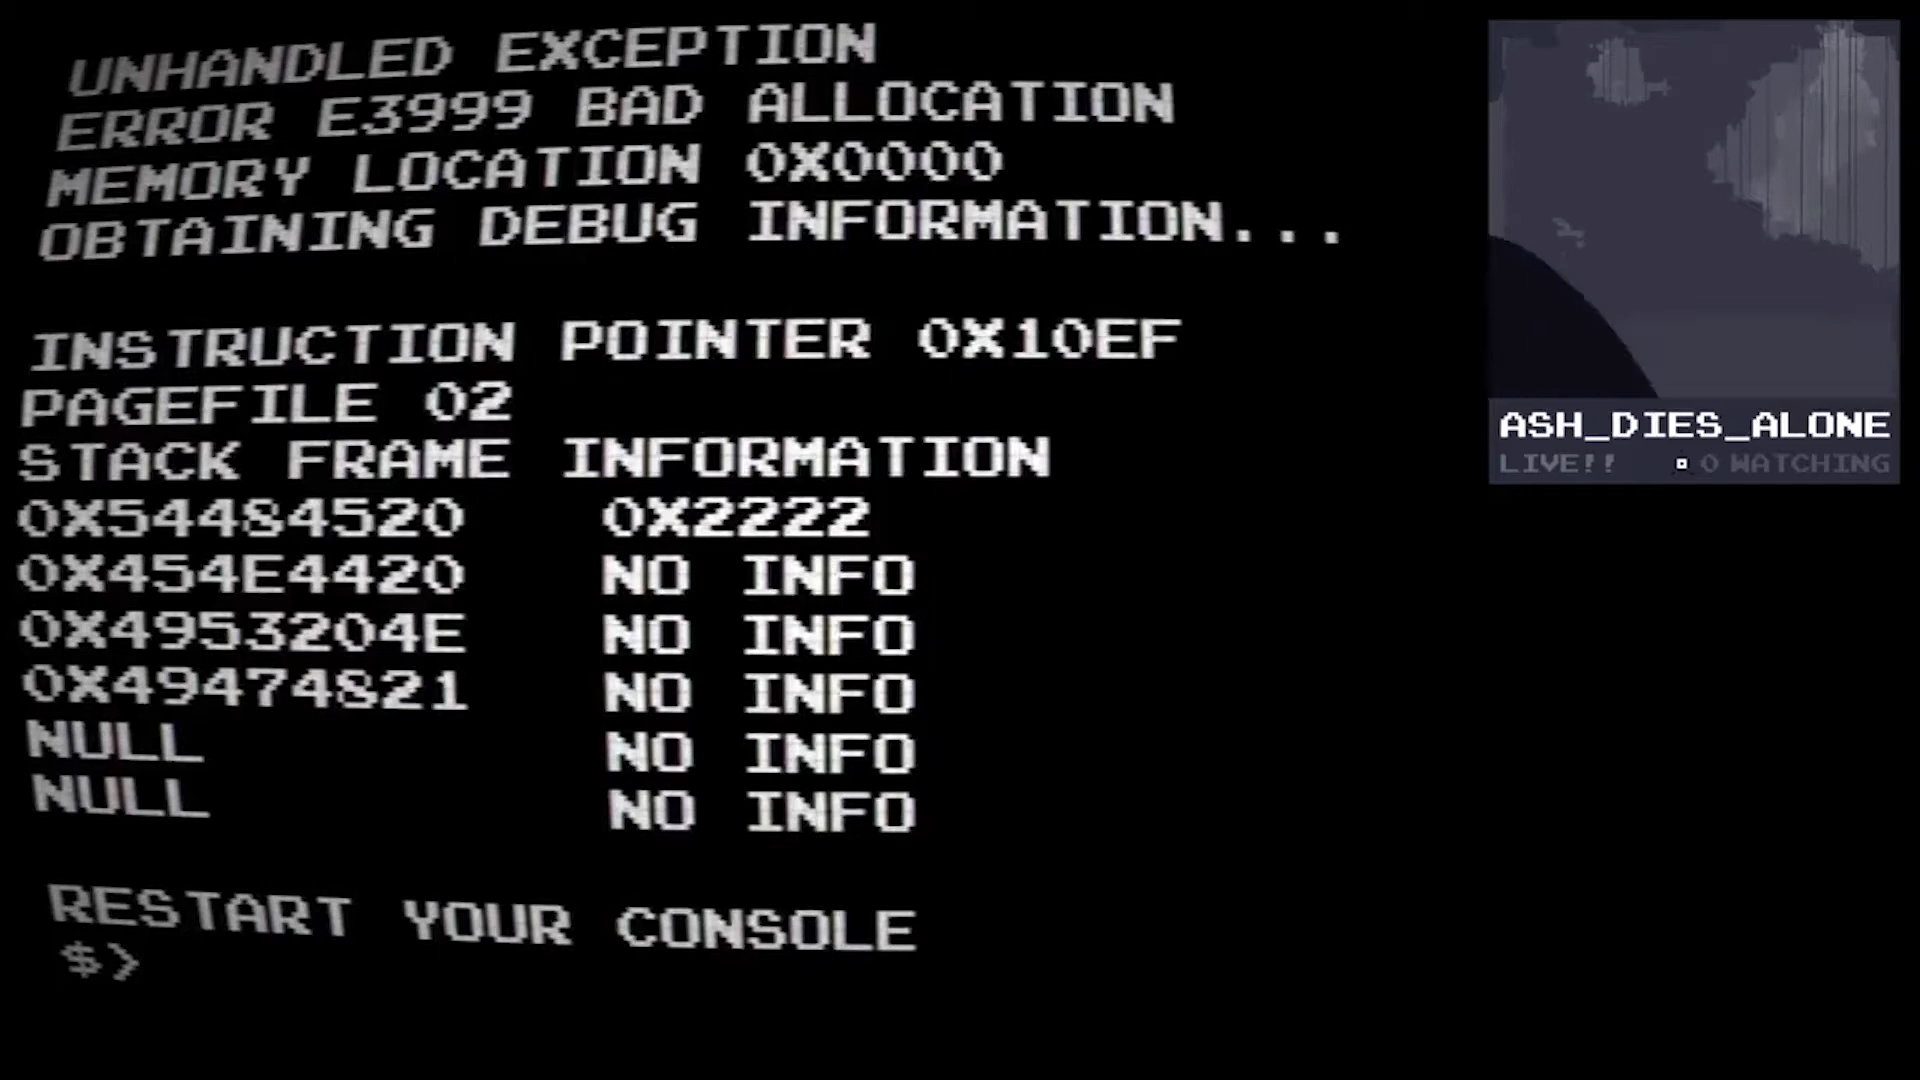 UNHANDLED EXCEPTION
ERROR E3999 BAD ALLOCATION
MEMORY LOCATION 0X0000
OBTAINING DEBUG INFORMATION...
INSTRUCTION POINTER 0X10EF
PAGEFILE 02
STACK FRAME INFORMATION
0X54484520 0X2222
0X454E4420 NO INFO
0X4953204E NO INFO
0X49474821 NO INFO
NULL NO INFO
NULL NO INFO
RESTART YOUR CONSOLE
$>
ASH_DIES_ALONE
LIVE!! 0 WATCHING